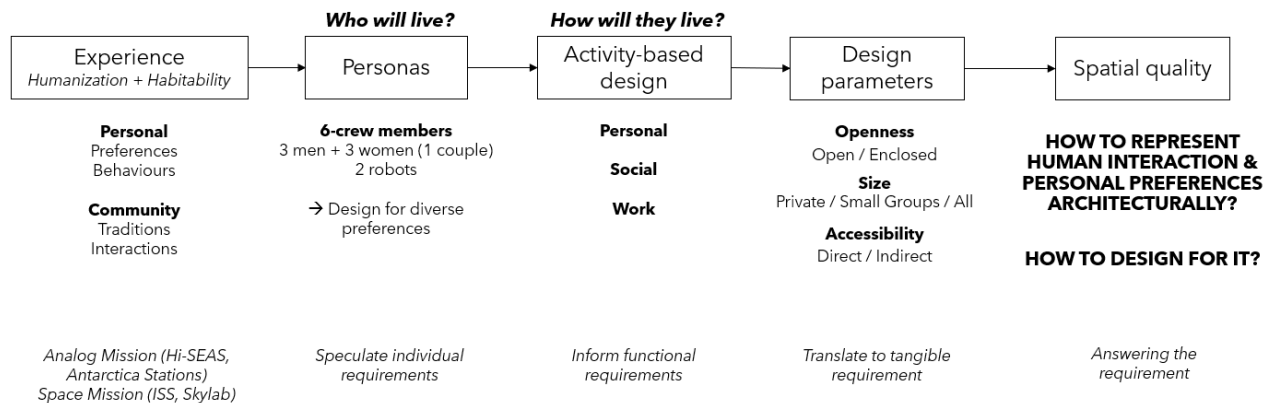 Who will live?
How will they live?
Experience
Humanization + Habitability
Personas
Activity-based
design
Design
parameters
Spatial quality
Personal
Preferences
Behaviours
Community
Traditions
Interactions
6-crew members
3 men + 3 women (1 couple)
2 robots
→ Design for diverse
preferences
Personal
Social
Work
Openness
Open / Enclosed
Size
Private / Small Groups / All
Accessibility
Direct / Indirect
HOW TO REPRESENT
HUMAN INTERACTION &
PERSONAL PREFERENCES
ARCHITECTURALLY?
HOW TO DESIGN FOR IT?
Analog Mission (Hi-SEAS,
Antarctica Stations)
Space Mission (ISS, Skylab)
Speculate individual
requirements
Inform functional
requirements
Translate to tangible
requirement
Answering the
requirement